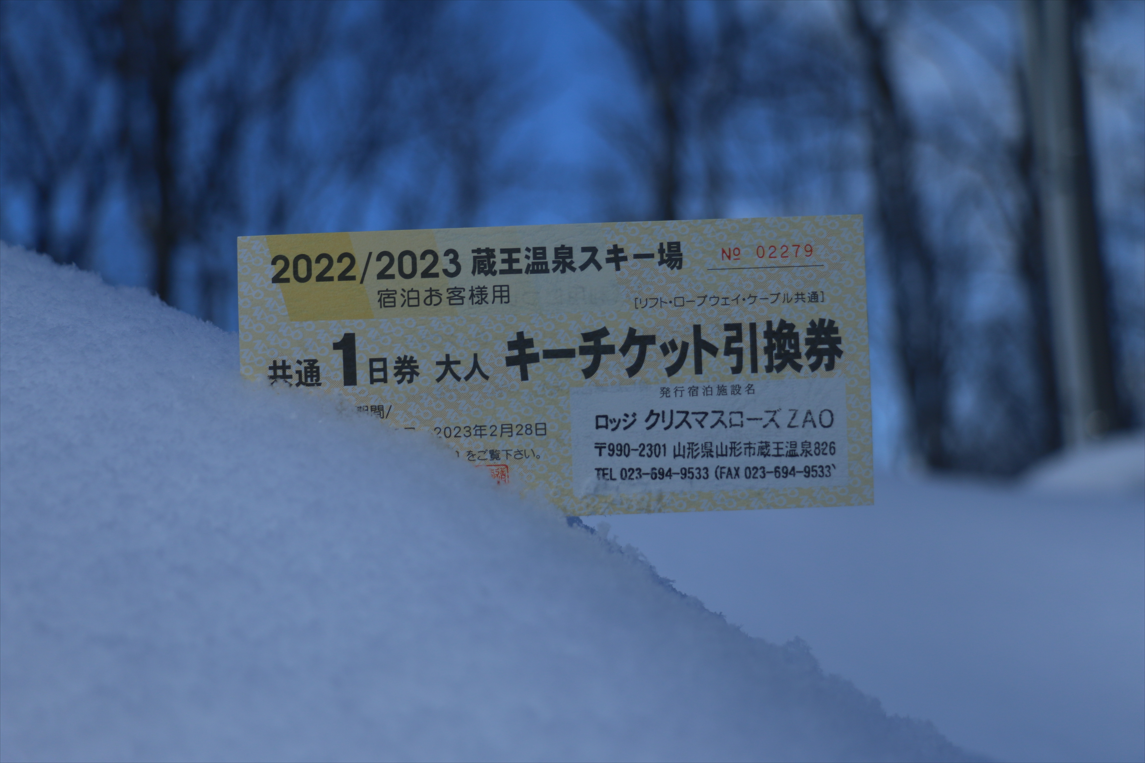 2022/2023 蔵王温泉スキー場 № 02279
宿泊お客様用 [リフト・ロープウェイ・ケーブル共通]
共通1日券 大人 キーチケット引換券
期間/
2023年2月28日
をご覧下さい。
発行宿泊施設名
ロッジ クリスマスローズ ZAO
〒990-2301 山形県山形市蔵王温泉826
TEL 023-694-9533 (FAX 023-694-9533)